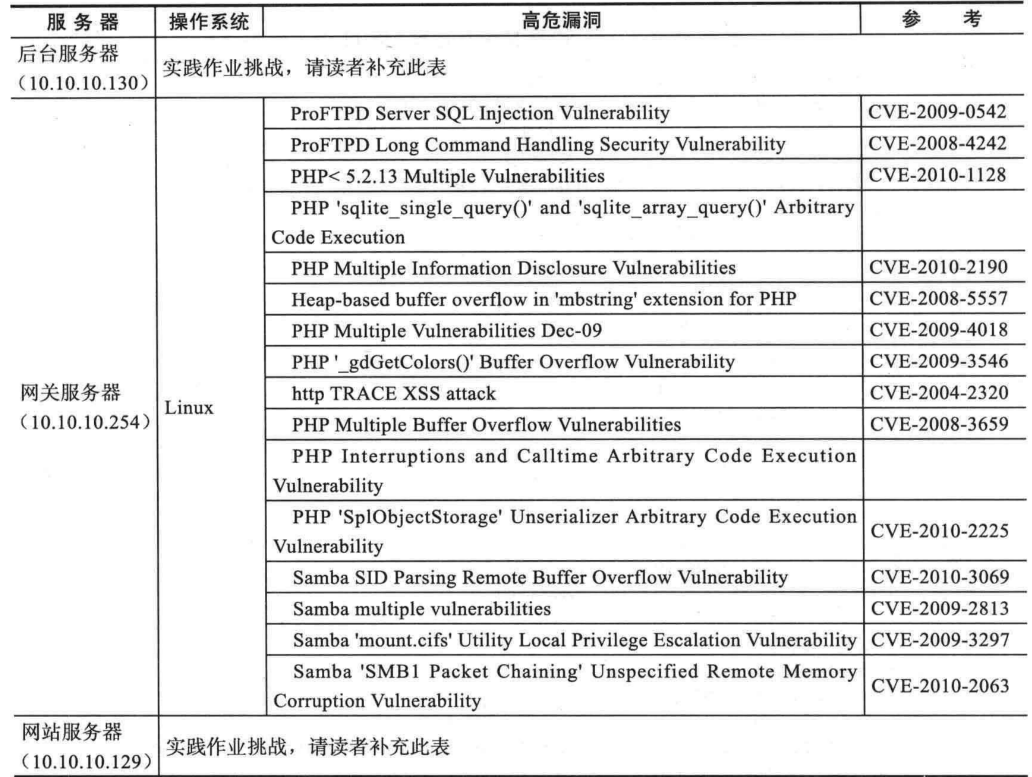 服务器 操作系统 高危漏洞 参 考
后台服务器
(10.10.10.130)
实践作业挑战,请读者补充此表
网关服务器
(10.10.10.254)
Linux
ProFTPD Server SQL Injection Vulnerability CVE-2009-0542
ProFTPD Long Command Handling Security Vulnerability CVE-2008-4242
PHP< 5.2.13 Multiple Vulnerabilities CVE-2010-1128
PHP 'sqlite_single_query()' and 'sqlite_array_query()' Arbitrary
Code Execution
PHP Multiple Information Disclosure Vulnerabilities CVE-2010-2190
Heap-based buffer overflow in 'mbstring' extension for PHP CVE-2008-5557
PHP Multiple Vulnerabilities Dec-09 CVE-2009-4018
PHP '_gdGetColors()' Buffer Overflow Vulnerability CVE-2009-3546
http TRACE XSS attack CVE-2004-2320
PHP Multiple Buffer Overflow Vulnerabilities CVE-2008-3659
PHP Interruptions and Calltime Arbitrary Code Execution
Vulnerability
PHP 'SplObjectStorage' Unserializer Arbitrary Code Execution
Vulnerability
CVE-2010-2225
Samba SID Parsing Remote Buffer Overflow Vulnerability CVE-2010-3069
Samba multiple vulnerabilities CVE-2009-2813
Samba 'mount.cifs' Utility Local Privilege Escalation Vulnerability CVE-2009-3297
Samba 'SMB1 Packet Chaining' Unspecified Remote Memory
Corruption Vulnerability
CVE-2010-2063
网站服务器
(10.10.10.129)
实践作业挑战,请读者补充此表